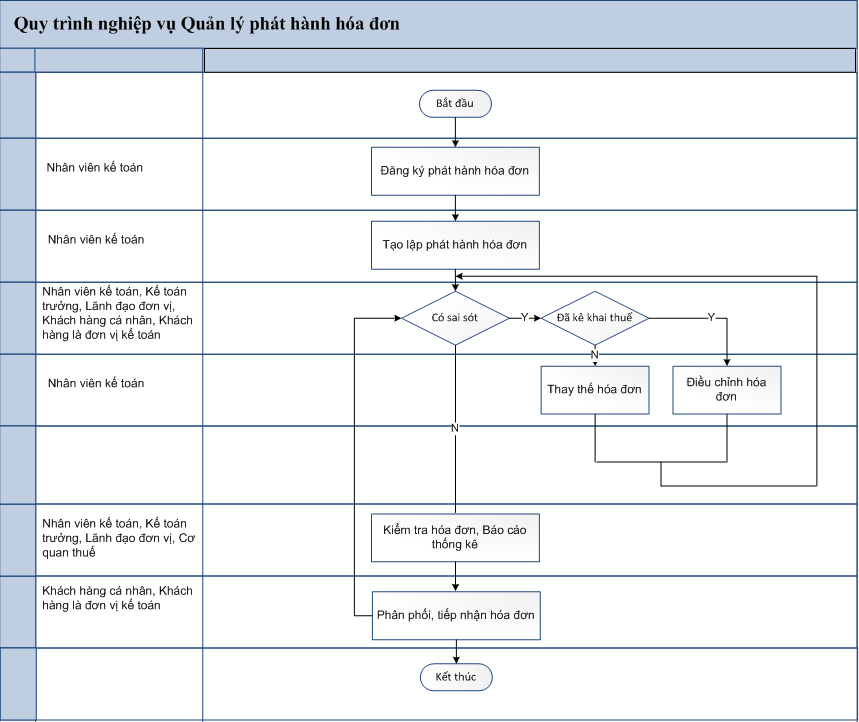 Quy trình nghiệp vụ Quản lý phát hành hóa đơn
Bắt đầu
Nhân viên kế toán
Đăng ký phát hành hóa đơn
Nhân viên kế toán
Tạo lập phát hành hóa đơn
Nhân viên kế toán, Kế toán
trưởng, Lãnh đạo đơn vị,
Khách hàng cá nhân, Khách
hàng là đơn vị kế toán
Có sai sót
Y
Đã kê khai thuế
Y
N
Nhân viên kế toán
Thay thế hóa đơn
Điều chỉnh hóa
đơn
N
Nhân viên kế toán, Kế toán
trưởng, Lãnh đạo đơn vị, Cơ
quan thuế
Kiểm tra hóa đơn, Báo cáo
thống kê
Khách hàng cá nhân, Khách
hàng là đơn vị kế toán
Phân phối, tiếp nhận hóa đơn
Kết thúc